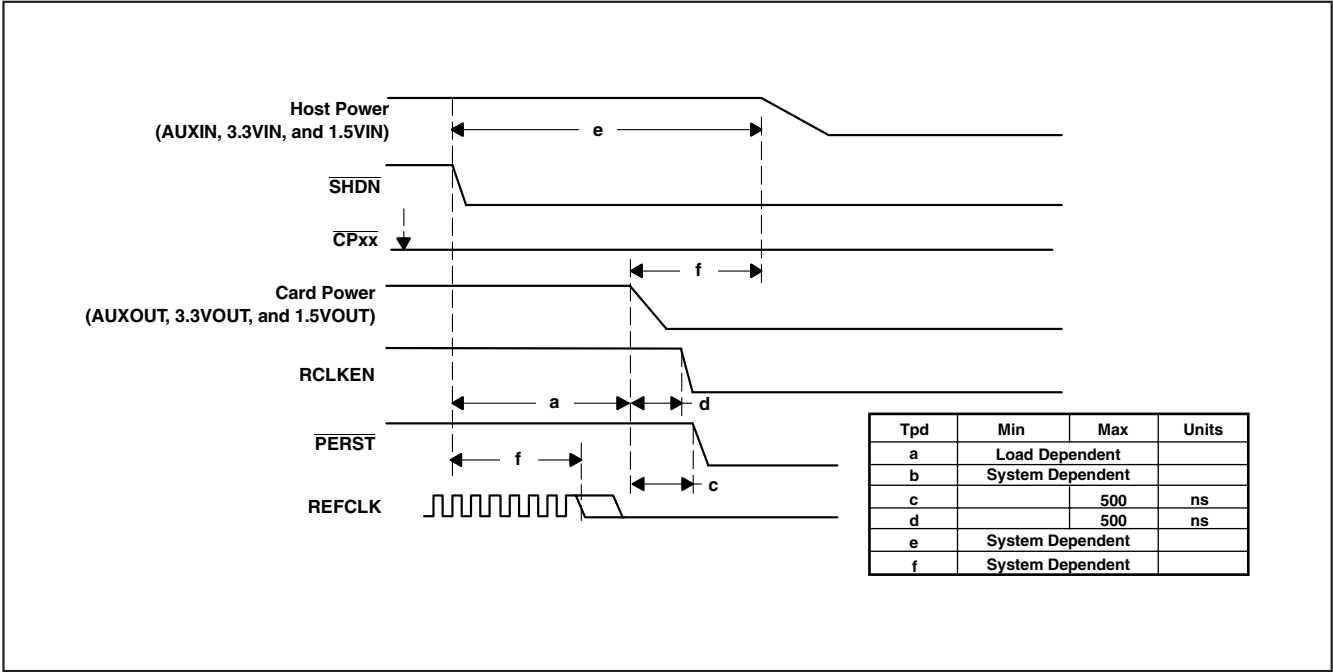 Host Power
(AUXIN, 3.3VIN, and 1.5VIN)
e
SHDN
CPxx
f
Card Power
(AUXOUT, 3.3VOUT, and 1.5VOUT)
RCLKEN
a
d
PERST
f
c
REFCLK
Tpd Min Max Units
a Load Dependent
b System Dependent
c 500 ns
d 500 ns
e System Dependent
f System Dependent